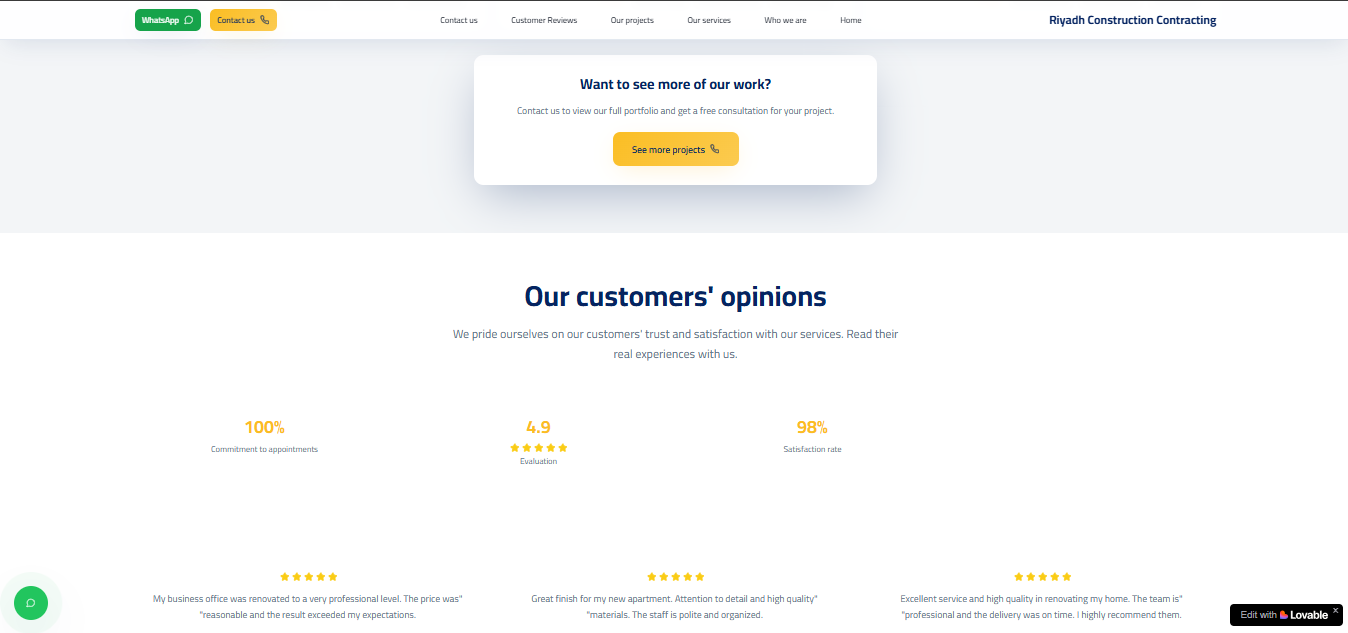 WhatsApp
Contact us
Contact us
Customer Reviews
Our projects
Our services
Who we are
Home
Riyadh Construction Contracting
Want to see more of our work?
Contact us to view our full portfolio and get a free consultation for your project.
See more projects
Our customers' opinions
We pride ourselves on our customers' trust and satisfaction with our services. Read their
real experiences with us.
100%
Commitment to appointments
4.9
Evaluation
98%
Satisfaction rate
My business office was renovated to a very professional level. The price was"
"reasonable and the result exceeded my expectations.
Great finish for my new apartment. Attention to detail and high quality"
"materials. The staff is polite and organized.
Excellent service and high quality in renovating my home. The team is"
"professional and the delivery was on time. I highly recommend them.
Edit with Lovable